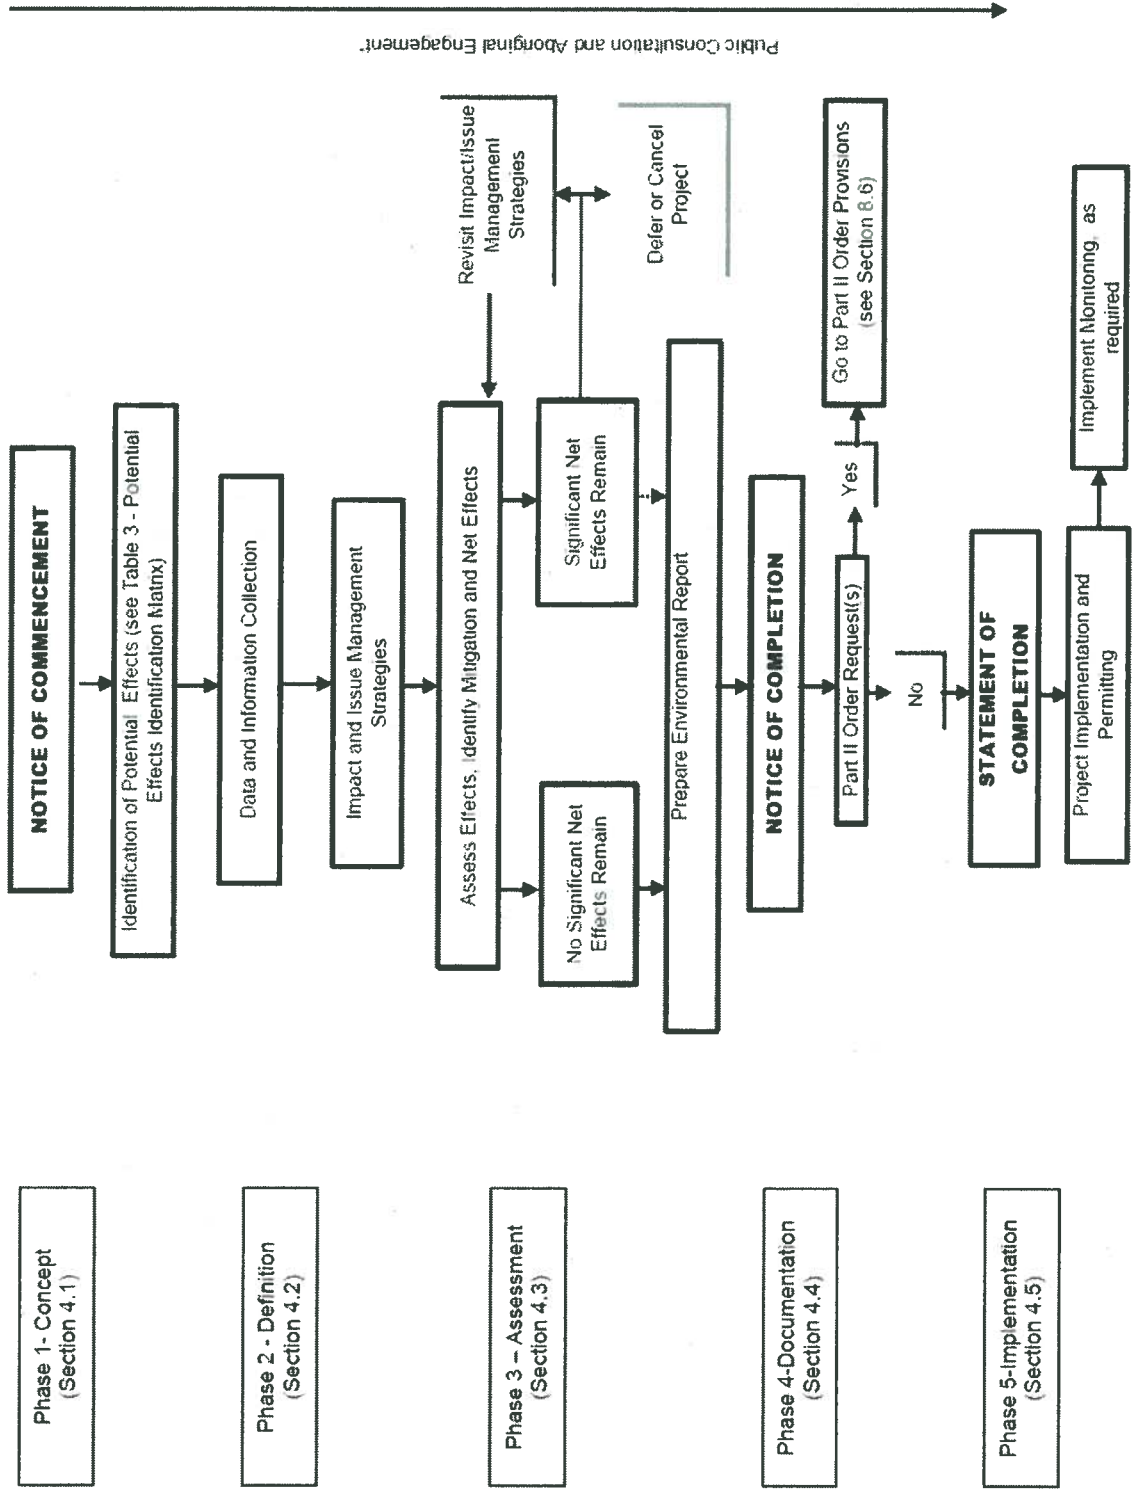 Public Consultation and Aboriginal Engagement"
NOTICE OF COMMENCEMENT
Identification of Potential Effects (see Table 3 - Potential
Effects Identification Matrix)
Data and Information Collection
Impact and Issue Management
Strategies
Assess Effects, Identify Mitigation and Net Effects
Revisit Impact/Issue
Management
Strategies
No Significant Net
Effects Remain
Significant Net
Effects Remain
Defer or Cancel
Project
Prepare Environmental Report
NOTICE OF COMPLETION
Part II Order Request(s)
Yes
Go to Part II Order Provisions
(see Section 8.6)
No
STATEMENT OF
COMPLETION
Project Implementation and
Permitting
Implement Monitoring, as
required
Phase 1- Concept
(Section 4.1)
Phase 2 - Definition
(Section 4.2)
Phase 3 – Assessment
(Section 4.3)
Phase 4-Documentation
(Section 4.4)
Phase 5-Implementation
(Section 4.5)